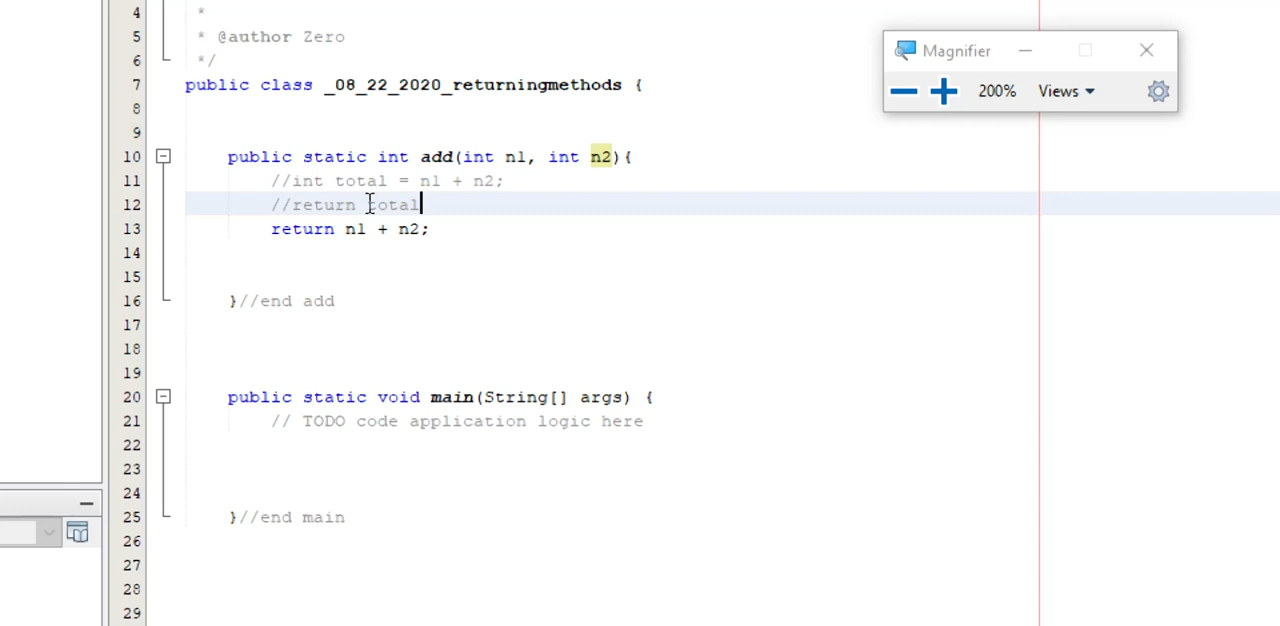 4 *
5 * @author Zero
6 */
Magnifier
7 public class _08_22_2020_returningmethods {
200% Views
8
9
10 public static int add(int n1, int n2){
11 //int total = n1 + n2;
12 //return total
13 return n1 + n2;
14
15
16 }//end add
17
18
19
20 public static void main(String[] args) {
21 // TODO code application logic here
22
23
24
25 }//end main
26
27
28
29